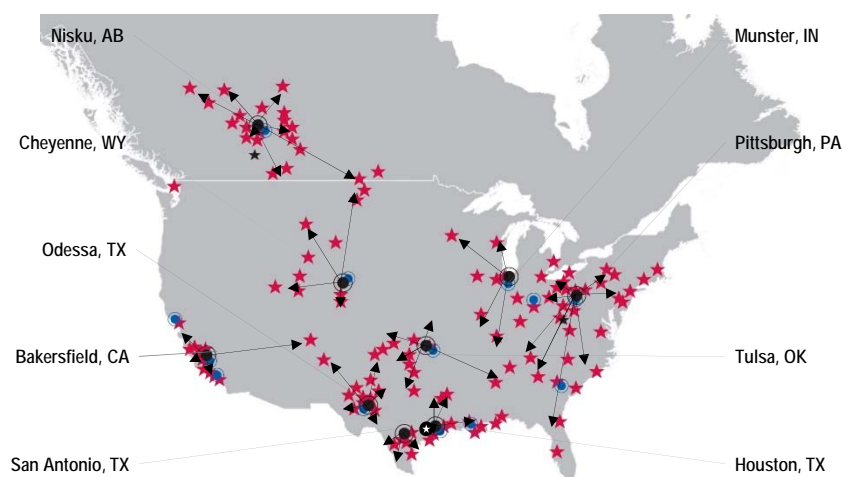 Nisku, AB
Munster, IN
Cheyenne, WY
Pittsburgh, PA
Odessa, TX
Bakersfield, CA
Tulsa, OK
San Antonio, TX
Houston, TX